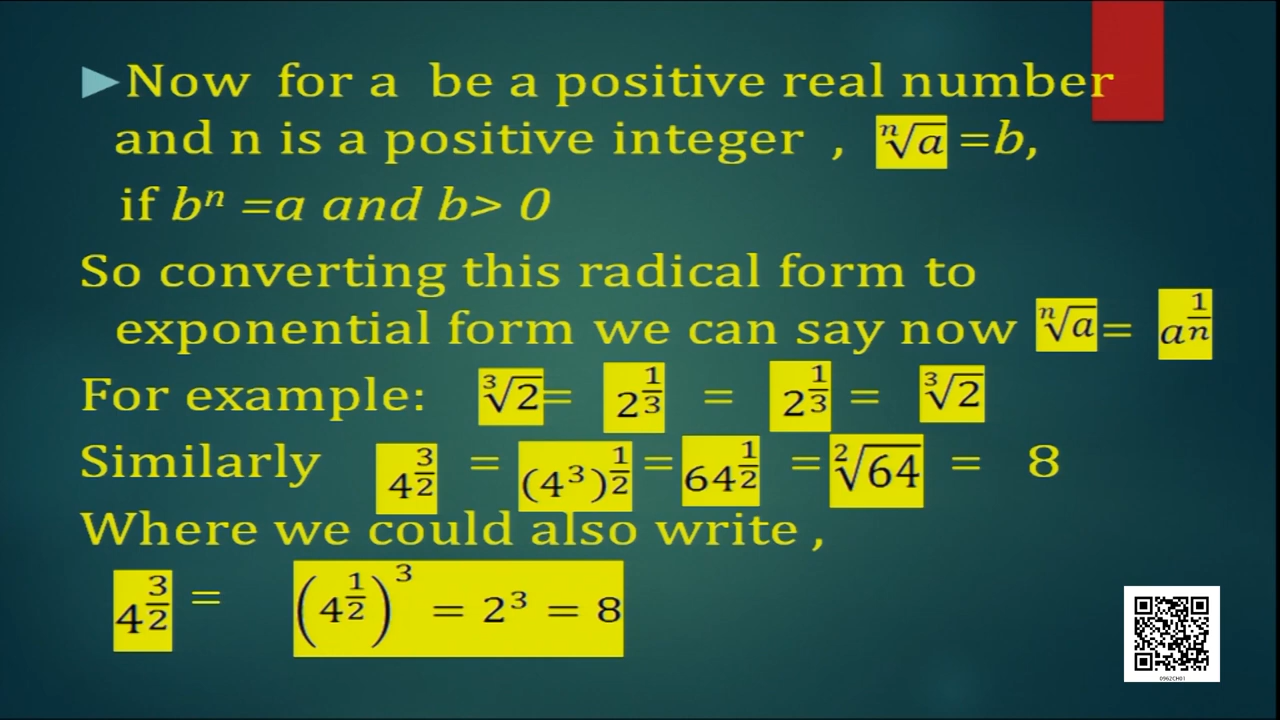 ▶Now for a be a positive real number
and n is a positive integer , ⁿ√a =b,
if bⁿ =a and b> 0
So converting this radical form to
exponential form we can say now ⁿ√a = a^(1/n)
For example: ³√2= 2^(1/3) = 2^(1/3) = ³√2
Similarly 4^(3/2) = (4³)^(1/2) = 64^(1/2) = ²√64 = 8
Where we could also write ,
4^(3/2) = (4^(1/2))³ = 2³ = 8
0962CH01